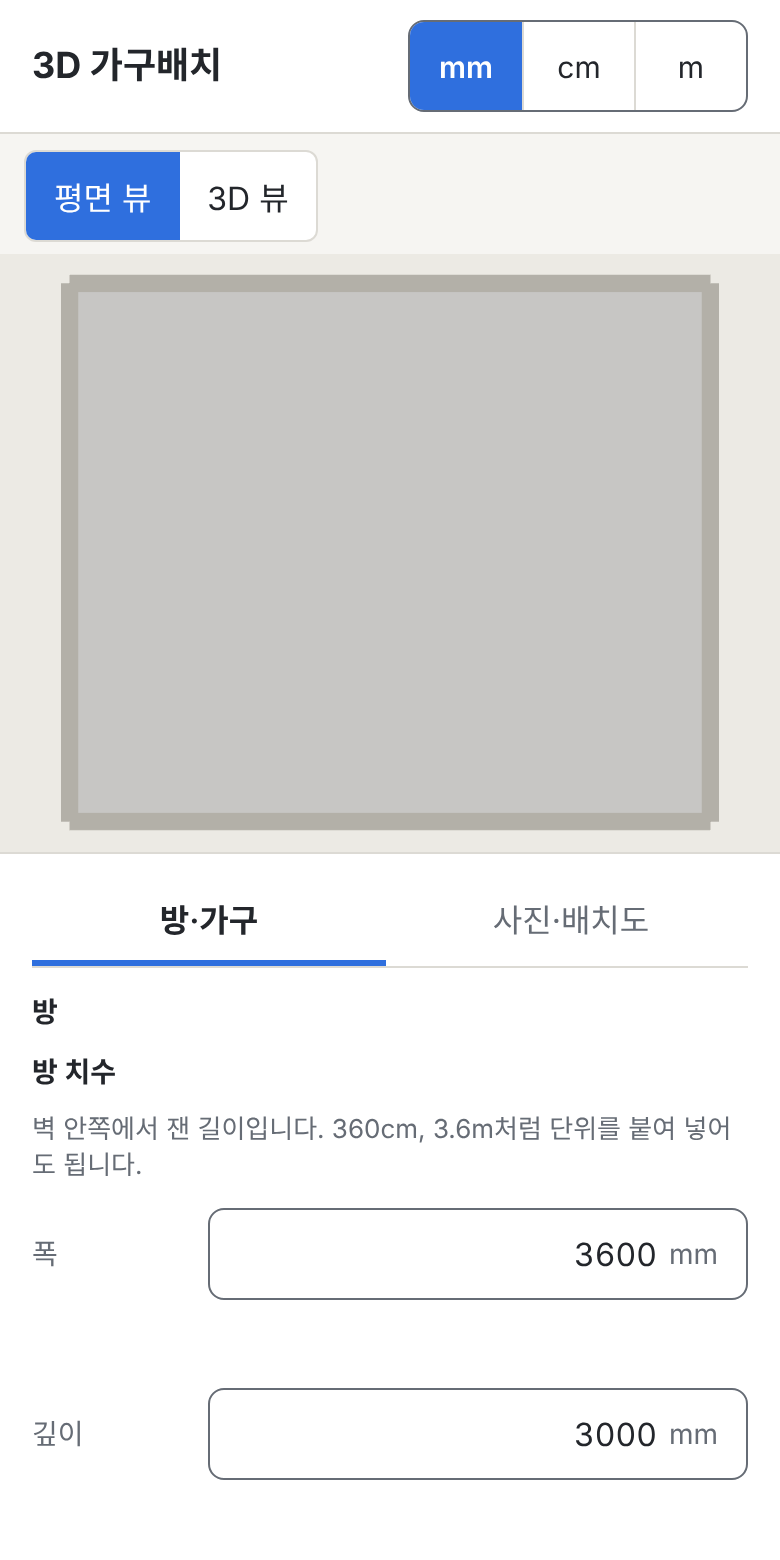 3D 가구배치
mm cm m
평면 뷰 3D 뷰
방·가구 사진·배치도
방
방 치수
벽 안쪽에서 잰 길이입니다. 360cm, 3.6m처럼 단위를 붙여 넣어
도 됩니다.
폭 3600 mm
깊이 3000 mm